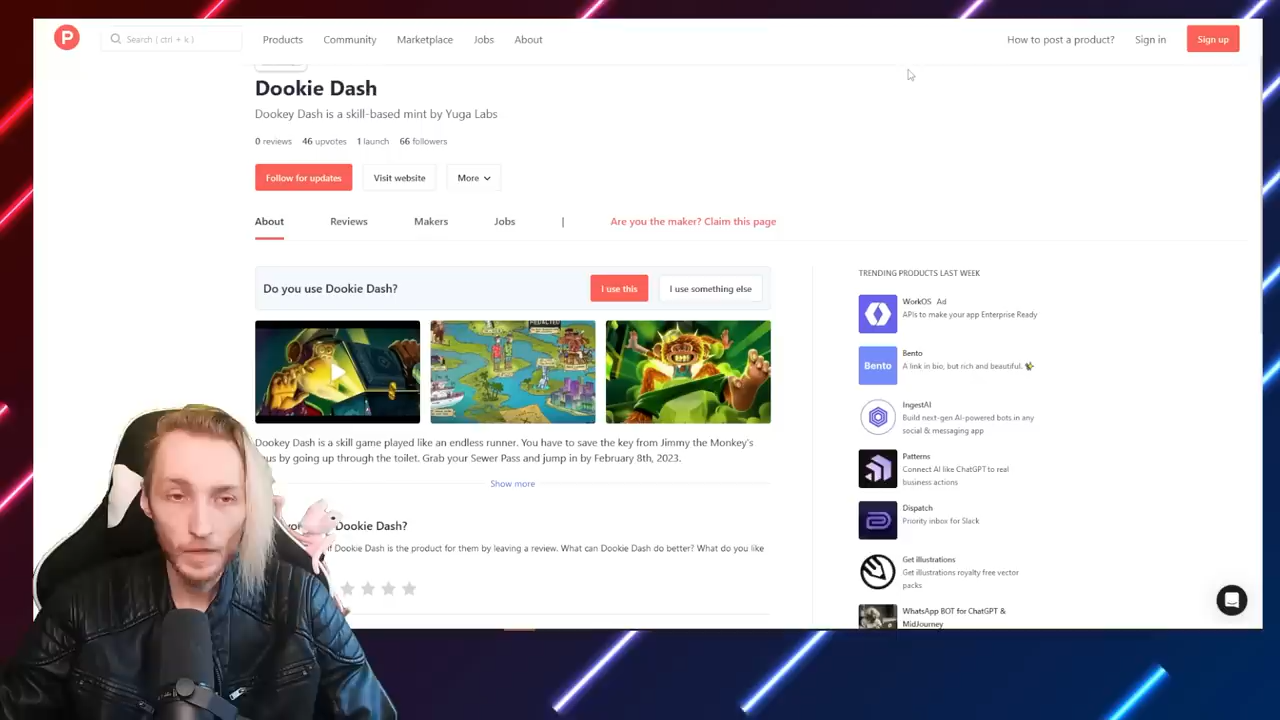 P
Search ( ctrl + k )
Products
Community
Marketplace
Jobs
About
How to post a product?
Sign in
Sign up
Dookie Dash
Dookey Dash is a skill-based mint by Yuga Labs
0 reviews
46 upvotes
1 launch
66 followers
Follow for updates
Visit website
More
About
Reviews
Makers
Jobs
|
Are you the maker? Claim this page
Do you use Dookie Dash?
I use this
I use something else
REDACTED
Dookey Dash is a skill game played like an endless runner. You have to save the key from Jimmy the Monkey's
us by going up through the toilet. Grab your Sewer Pass and jump in by February 8th, 2023.
Show more
Dookie Dash?
if Dookie Dash is the product for them by leaving a review. What can Dookie Dash do better? What do you like
TRENDING PRODUCTS LAST WEEK
WorkOS Ad
APIs to make your app Enterprise Ready
Bento
Bento
A link in bio, but rich and beautiful.
IngestAI
Build next-gen AI-powered bots in any
social & messaging app
Patterns
Connect AI like ChatGPT to real
business actions
Dispatch
Priority inbox for Slack
Get illustrations
Get illustrations royalty free vector
packs
WhatsApp BOT for ChatGPT &
MidJourney